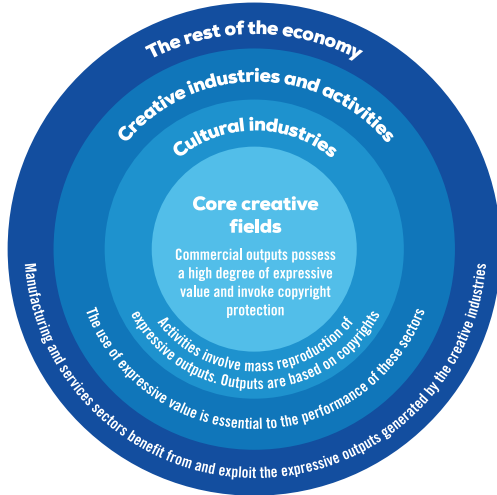 The rest of the economy
Creative industries and activities
Cultural industries
Core creative
fields
Commercial outputs possess
a high degree of expressive
value and invoke copyright
protection
Activities involve mass reproduction of
expressive outputs. Outputs are based on copyrights
The use of expressive value is essential to the performance of these sectors
Manufacturing and services sectors benefit from and exploit the expressive outputs generated by the creative industries